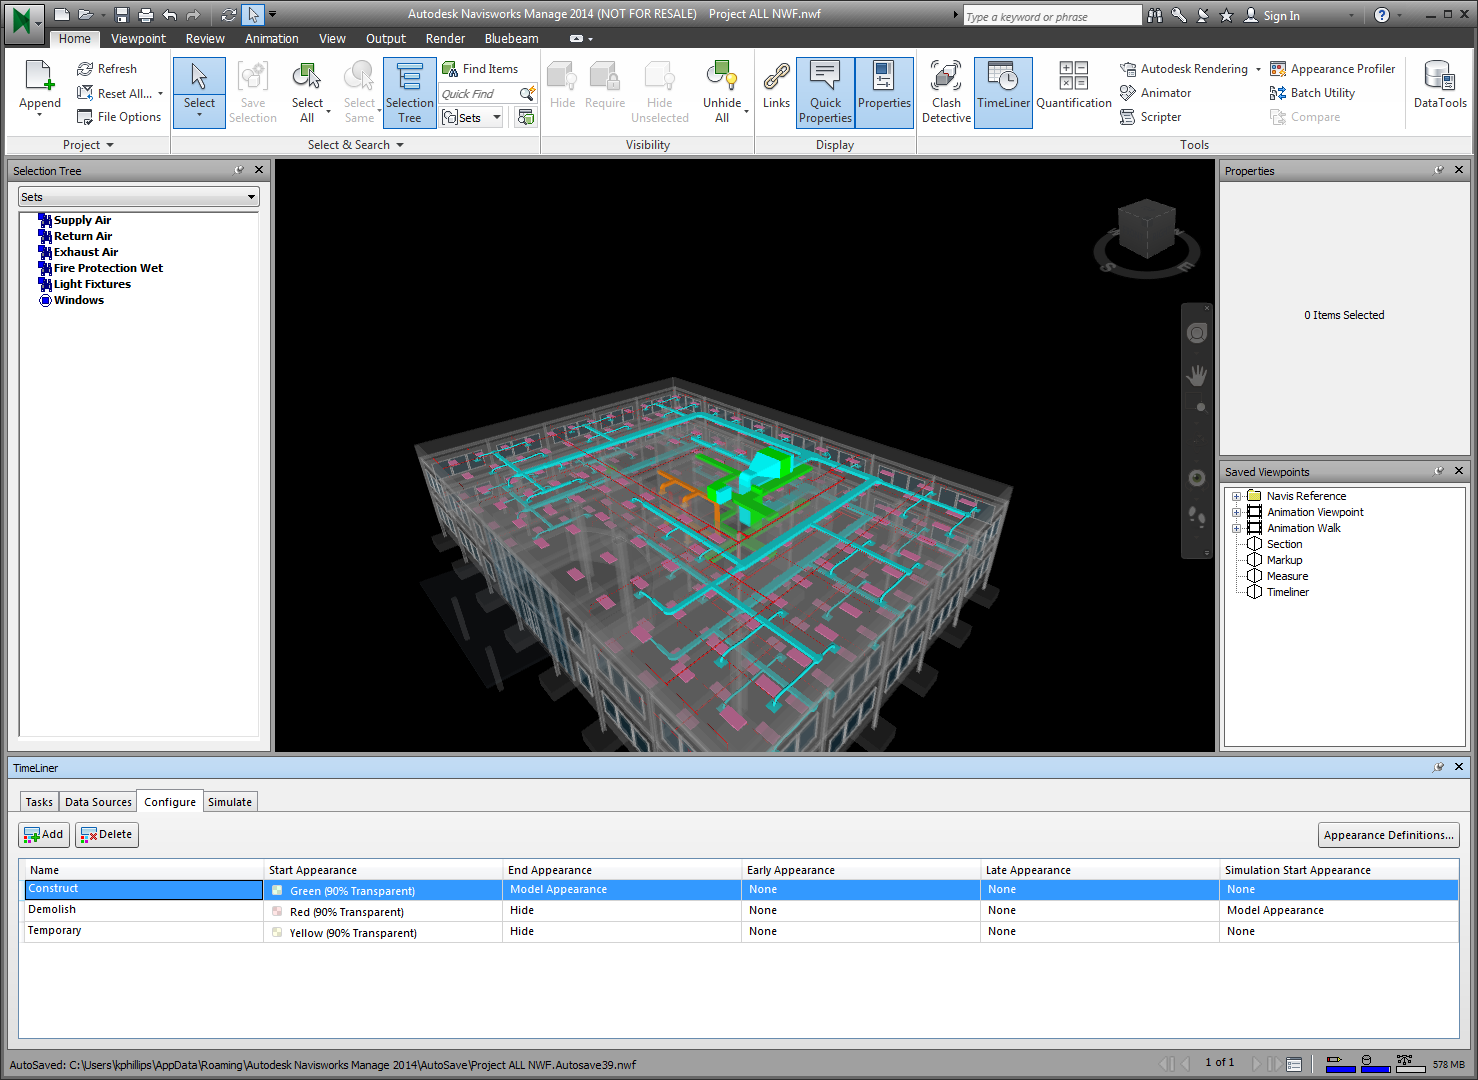 Autodesk Navisworks Manage 2014 (NOT FOR RESALE) Project ALL NWF.nwf
Type a keyword or phrase
Sign In
Home Viewpoint Review Animation View Output Render Bluebeam
Append
Refresh
Reset All...
File Options
Project
Select
Save Selection
Select All
Select Same
Selection Tree
Find Items
Quick Find
Sets
Select & Search
Hide
Require
Hide Unselected
Unhide All
Visibility
Links
Quick Properties
Properties
Display
Clash Detective
TimeLiner
Quantification
Autodesk Rendering
Animator
Scripter
Appearance Profiler
Batch Utility
Compare
Tools
DataTools
Selection Tree
Sets
Supply Air
Return Air
Exhaust Air
Fire Protection Wet
Light Fixtures
Windows
S
E
Properties
0 Items Selected
Saved Viewpoints
Navis Reference
Animation Viewpoint
Animation Walk
Section
Markup
Measure
Timeliner
TimeLiner
Tasks Data Sources Configure Simulate
Add Delete
Appearance Definitions...
Name Start Appearance End Appearance Early Appearance Late Appearance Simulation Start Appearance
Construct Green (90% Transparent) Model Appearance None None None
Demolish Red (90% Transparent) Hide None None Model Appearance
Temporary Yellow (90% Transparent) Hide None None None
AutoSaved: C:\Users\kphillips\AppData\Roaming\Autodesk Navisworks Manage 2014\AutoSave\Project ALL NWF.Autosave39.nwf
1 of 1
578 MB